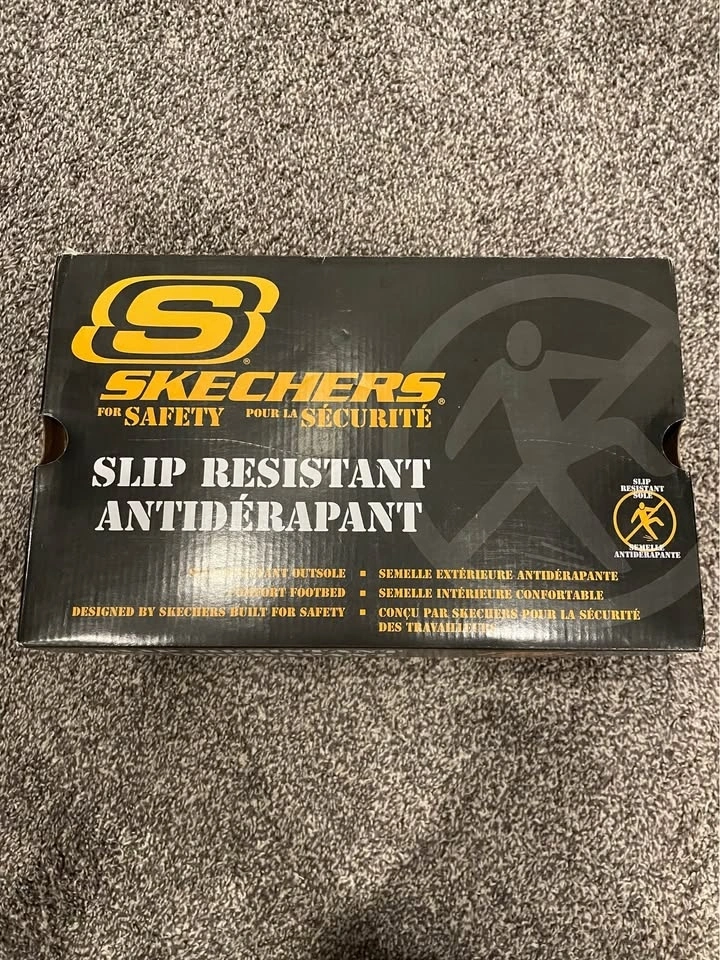 S
SKECHERS
FOR SAFETY POUR LA SÉCURITÉ
SLIP RESISTANT
ANTIDÉRAPANT
SLIP
RESISTANT
SOLE
SEMELLE
ANTIDÉRAPANTE
OUTSOLE ▪ SEMELLE EXTÉRIEURE ANTIDÉRAPANTE
FOOTBED ▪ SEMELLE INTÉRIEURE CONFORTABLE
DESIGNED BY SKECHERS BUILT FOR SAFETY ▪ CONÇU PAR SKECHERS POUR LA SÉCURITÉ
DES